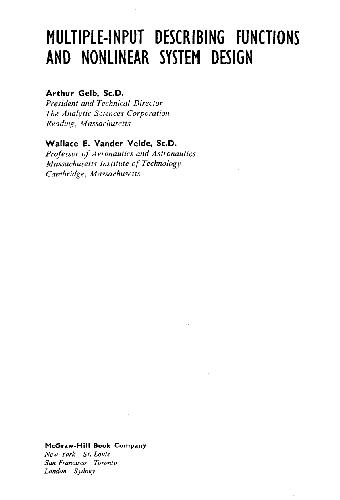 MULTIPLE-INPUT DESCRIBING FUNCTIONS
AND NONLINEAR SYSTEM DESIGN
Arthur Gelb, Sc.D.
President and Technical Director
The Analytic Sciences Corporation
Reading, Massachusetts
Wallace E. Vander Velde, Sc.D.
Professor of Aeronautics and Astronautics
Massachusetts Institute of Technology
Cambridge, Massachusetts
McGraw-Hill Book Company
New York St. Louis
San Francisco Toronto
London Sydney